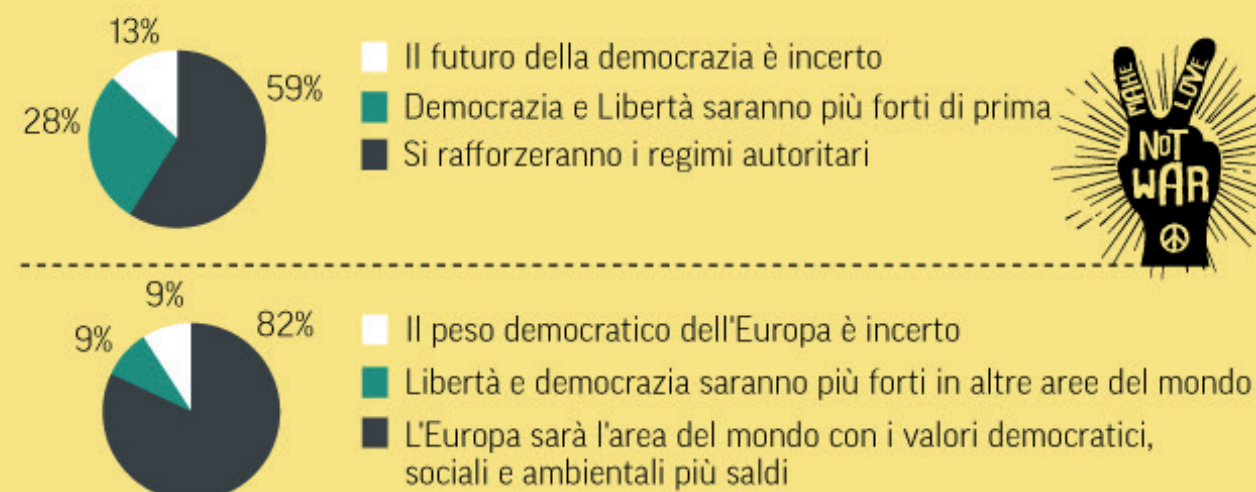 13%
59%
28%
Il futuro della democrazia è incerto
Democrazia e Libertà saranno più forti di prima
Si rafforzeranno i regimi autoritari
MAKE
LOVE
NOT
WAR
9%
9%
82%
Il peso democratico dell'Europa è incerto
Libertà e democrazia saranno più forti in altre aree del mondo
L'Europa sarà l'area del mondo con i valori democratici,
sociali e ambientali più saldi